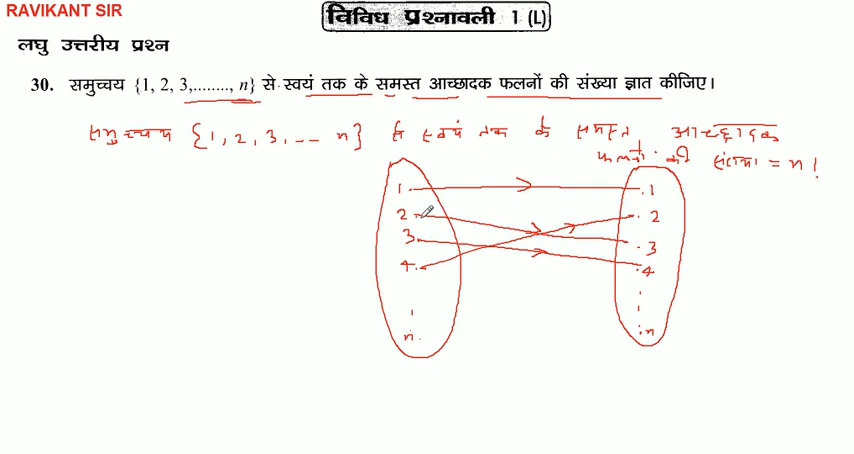 RAVIKANT SIR
विविध प्रश्नावली 1 (L)
लघु उत्तरीय प्रश्न
30. समुच्चय {1, 2, 3,........, n} से स्वयं तक के समस्त आच्छादक फलनों की संख्या ज्ञात कीजिए।
समुच्चय {1, 2, 3, -- n} से स्वयं तक के समस्त आच्छादक
फलनो की संख्या = n!
1 1
2 2
3 3
4 4
n n